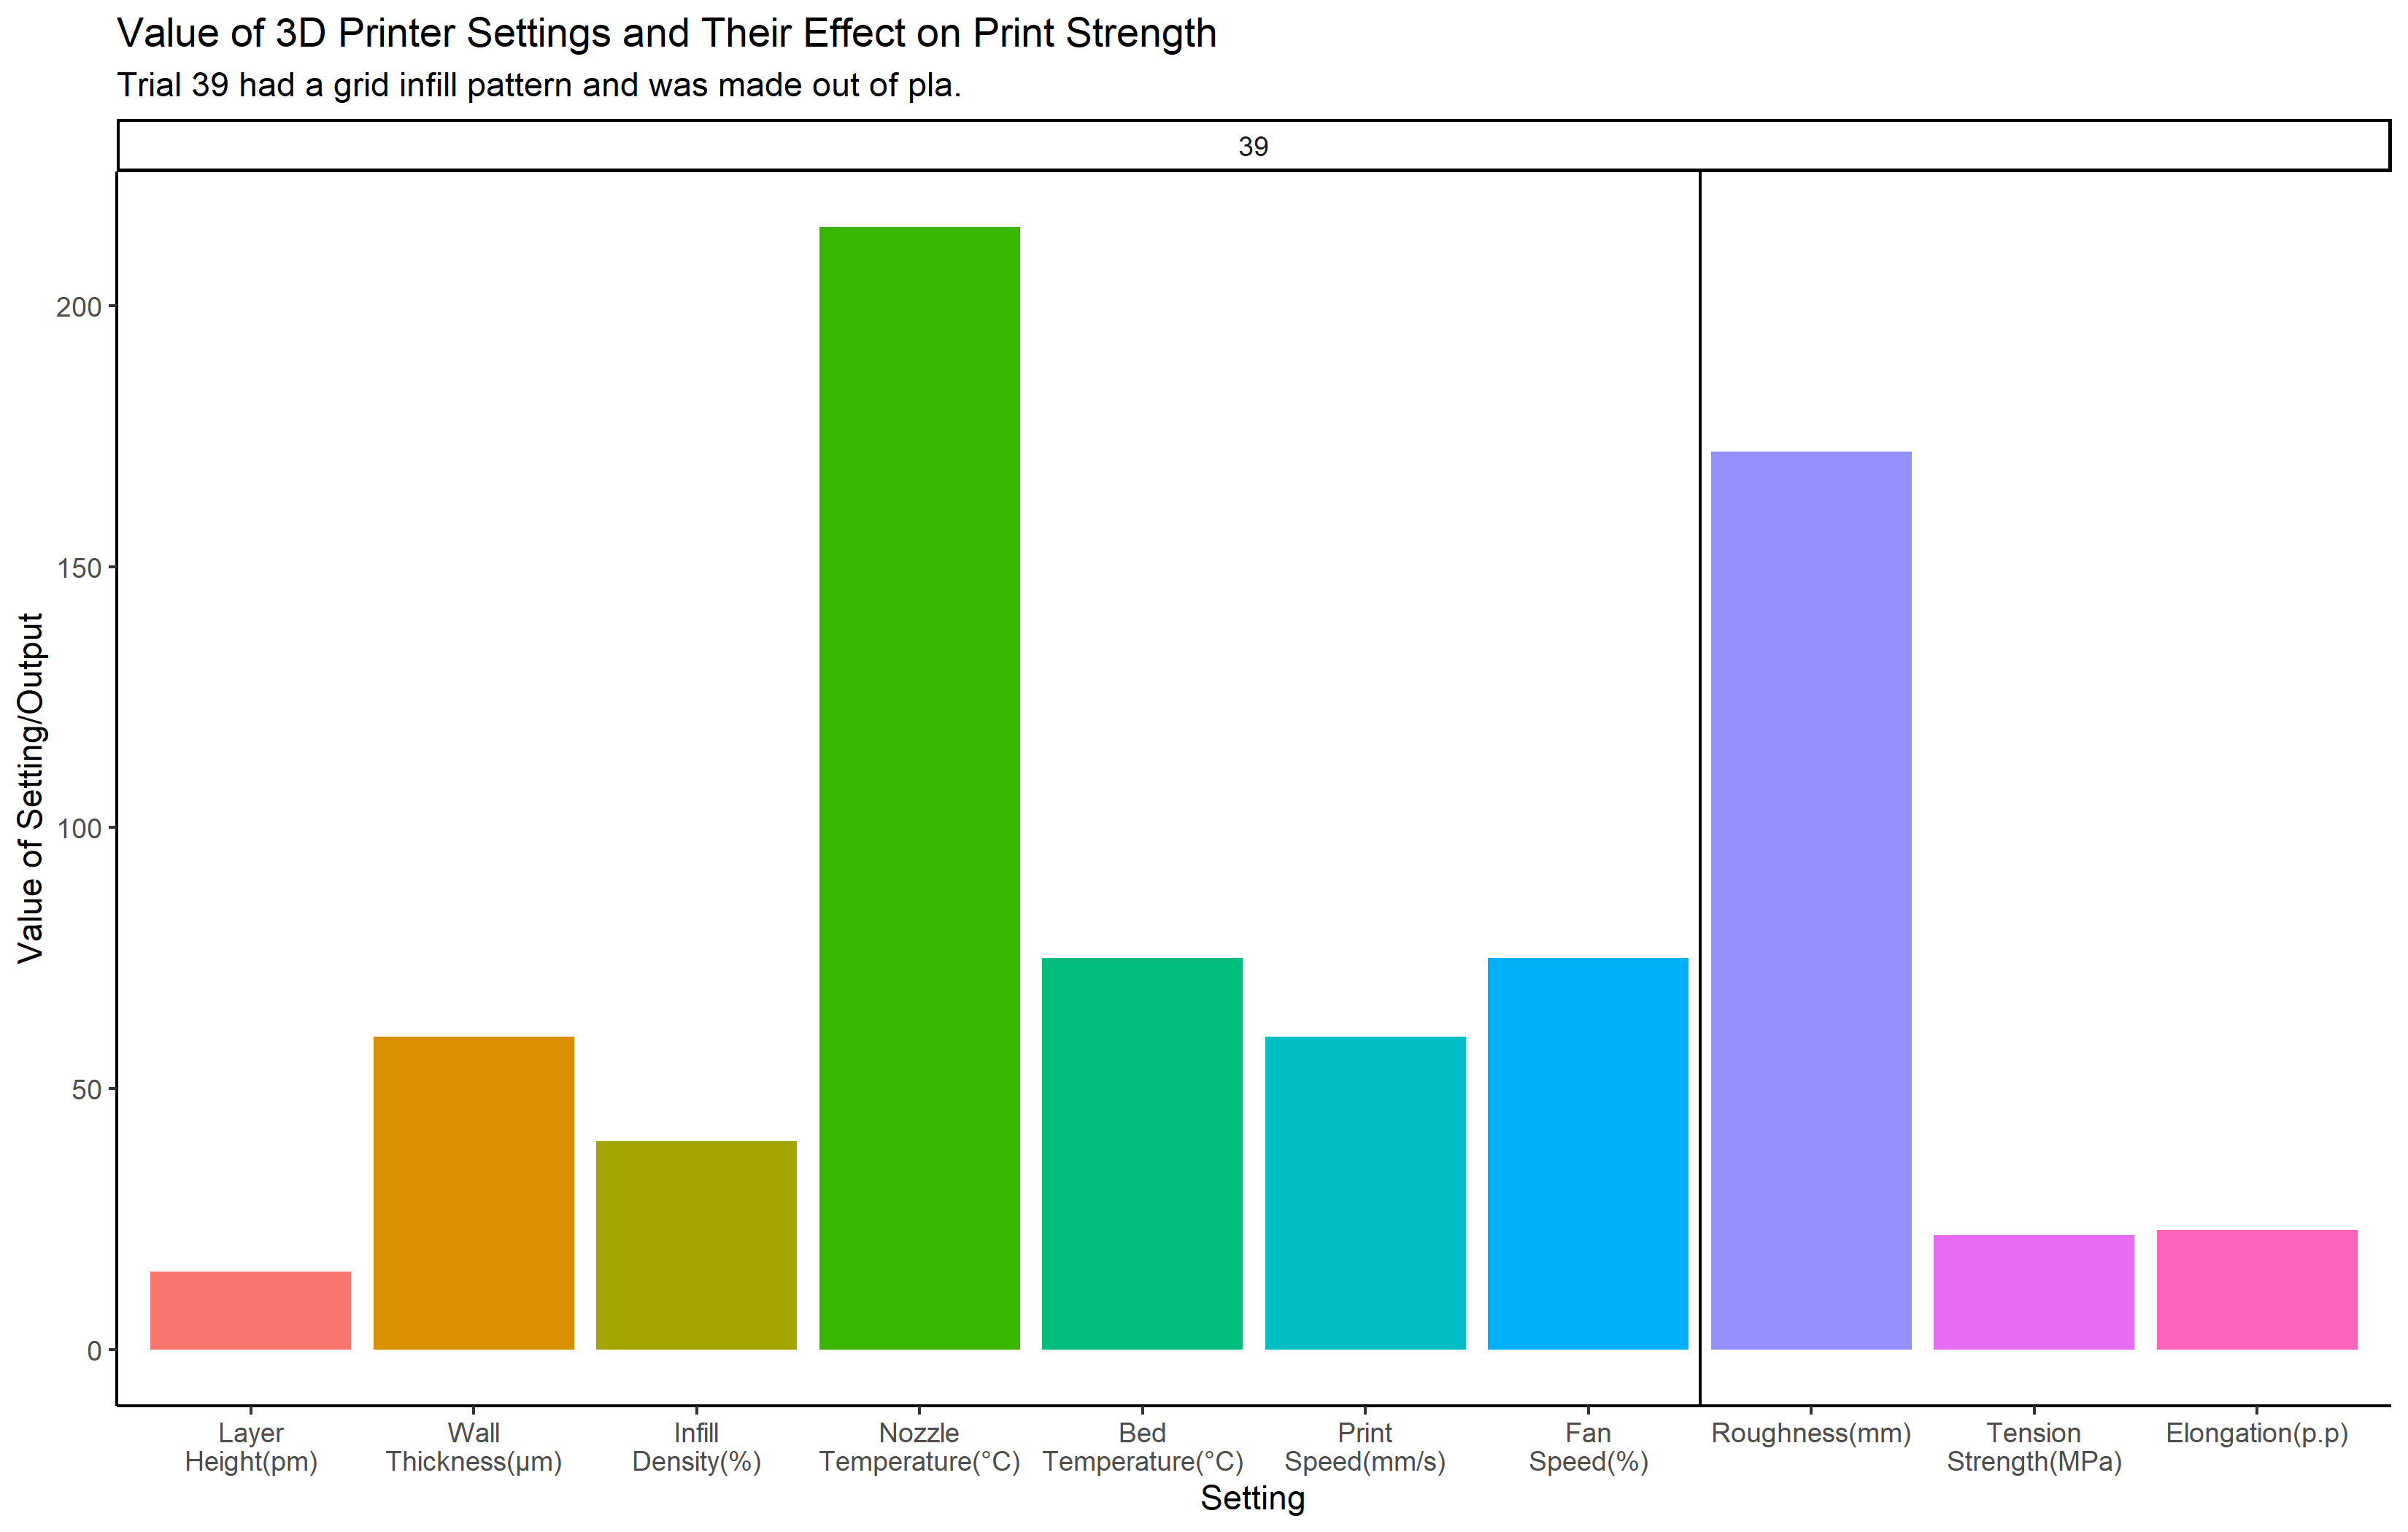 Value of 3D Printer Settings and Their Effect on Print Strength
Trial 39 had a grid infill pattern and was made out of pla.
39
Value of Setting/Output
200
150
100
50
0
Layer
Height(pm)
Wall
Thickness(µm)
Infill
Density(%)
Nozzle
Temperature(°C)
Bed
Temperature(°C)
Print
Speed(mm/s)
Fan
Speed(%)
Roughness(mm)
Tension
Strength(MPa)
Elongation(p.p)
Setting